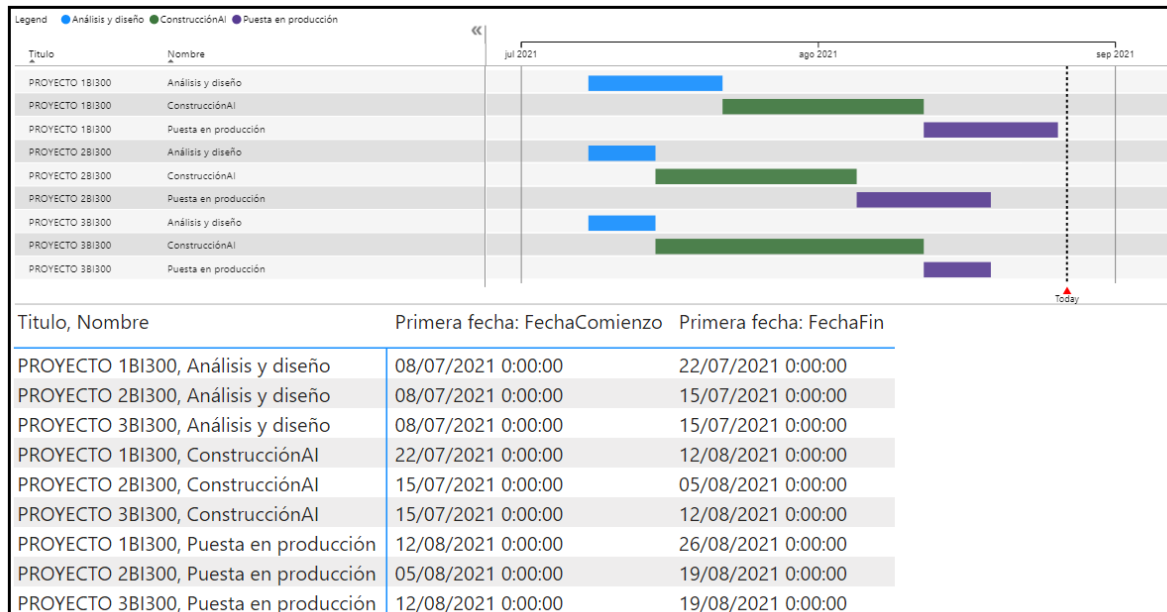 Legend Análisis y diseño ConstrucciónAI Puesta en producción
Titulo Nombre jul 2021 ago 2021 sep 2021
PROYECTO 1BI300 Análisis y diseño
PROYECTO 1BI300 ConstrucciónAI
PROYECTO 1BI300 Puesta en producción
PROYECTO 2BI300 Análisis y diseño
PROYECTO 2BI300 ConstrucciónAI
PROYECTO 2BI300 Puesta en producción
PROYECTO 3BI300 Análisis y diseño
PROYECTO 3BI300 ConstrucciónAI
PROYECTO 3BI300 Puesta en producción
Today
Titulo, Nombre Primera fecha: FechaComienzo Primera fecha: FechaFin
PROYECTO 1BI300, Análisis y diseño 08/07/2021 0:00:00 22/07/2021 0:00:00
PROYECTO 2BI300, Análisis y diseño 08/07/2021 0:00:00 15/07/2021 0:00:00
PROYECTO 3BI300, Análisis y diseño 08/07/2021 0:00:00 15/07/2021 0:00:00
PROYECTO 1BI300, ConstrucciónAI 22/07/2021 0:00:00 12/08/2021 0:00:00
PROYECTO 2BI300, ConstrucciónAI 15/07/2021 0:00:00 05/08/2021 0:00:00
PROYECTO 3BI300, ConstrucciónAI 15/07/2021 0:00:00 12/08/2021 0:00:00
PROYECTO 1BI300, Puesta en producción 12/08/2021 0:00:00 26/08/2021 0:00:00
PROYECTO 2BI300, Puesta en producción 05/08/2021 0:00:00 19/08/2021 0:00:00
PROYECTO 3BI300, Puesta en producción 12/08/2021 0:00:00 19/08/2021 0:00:00